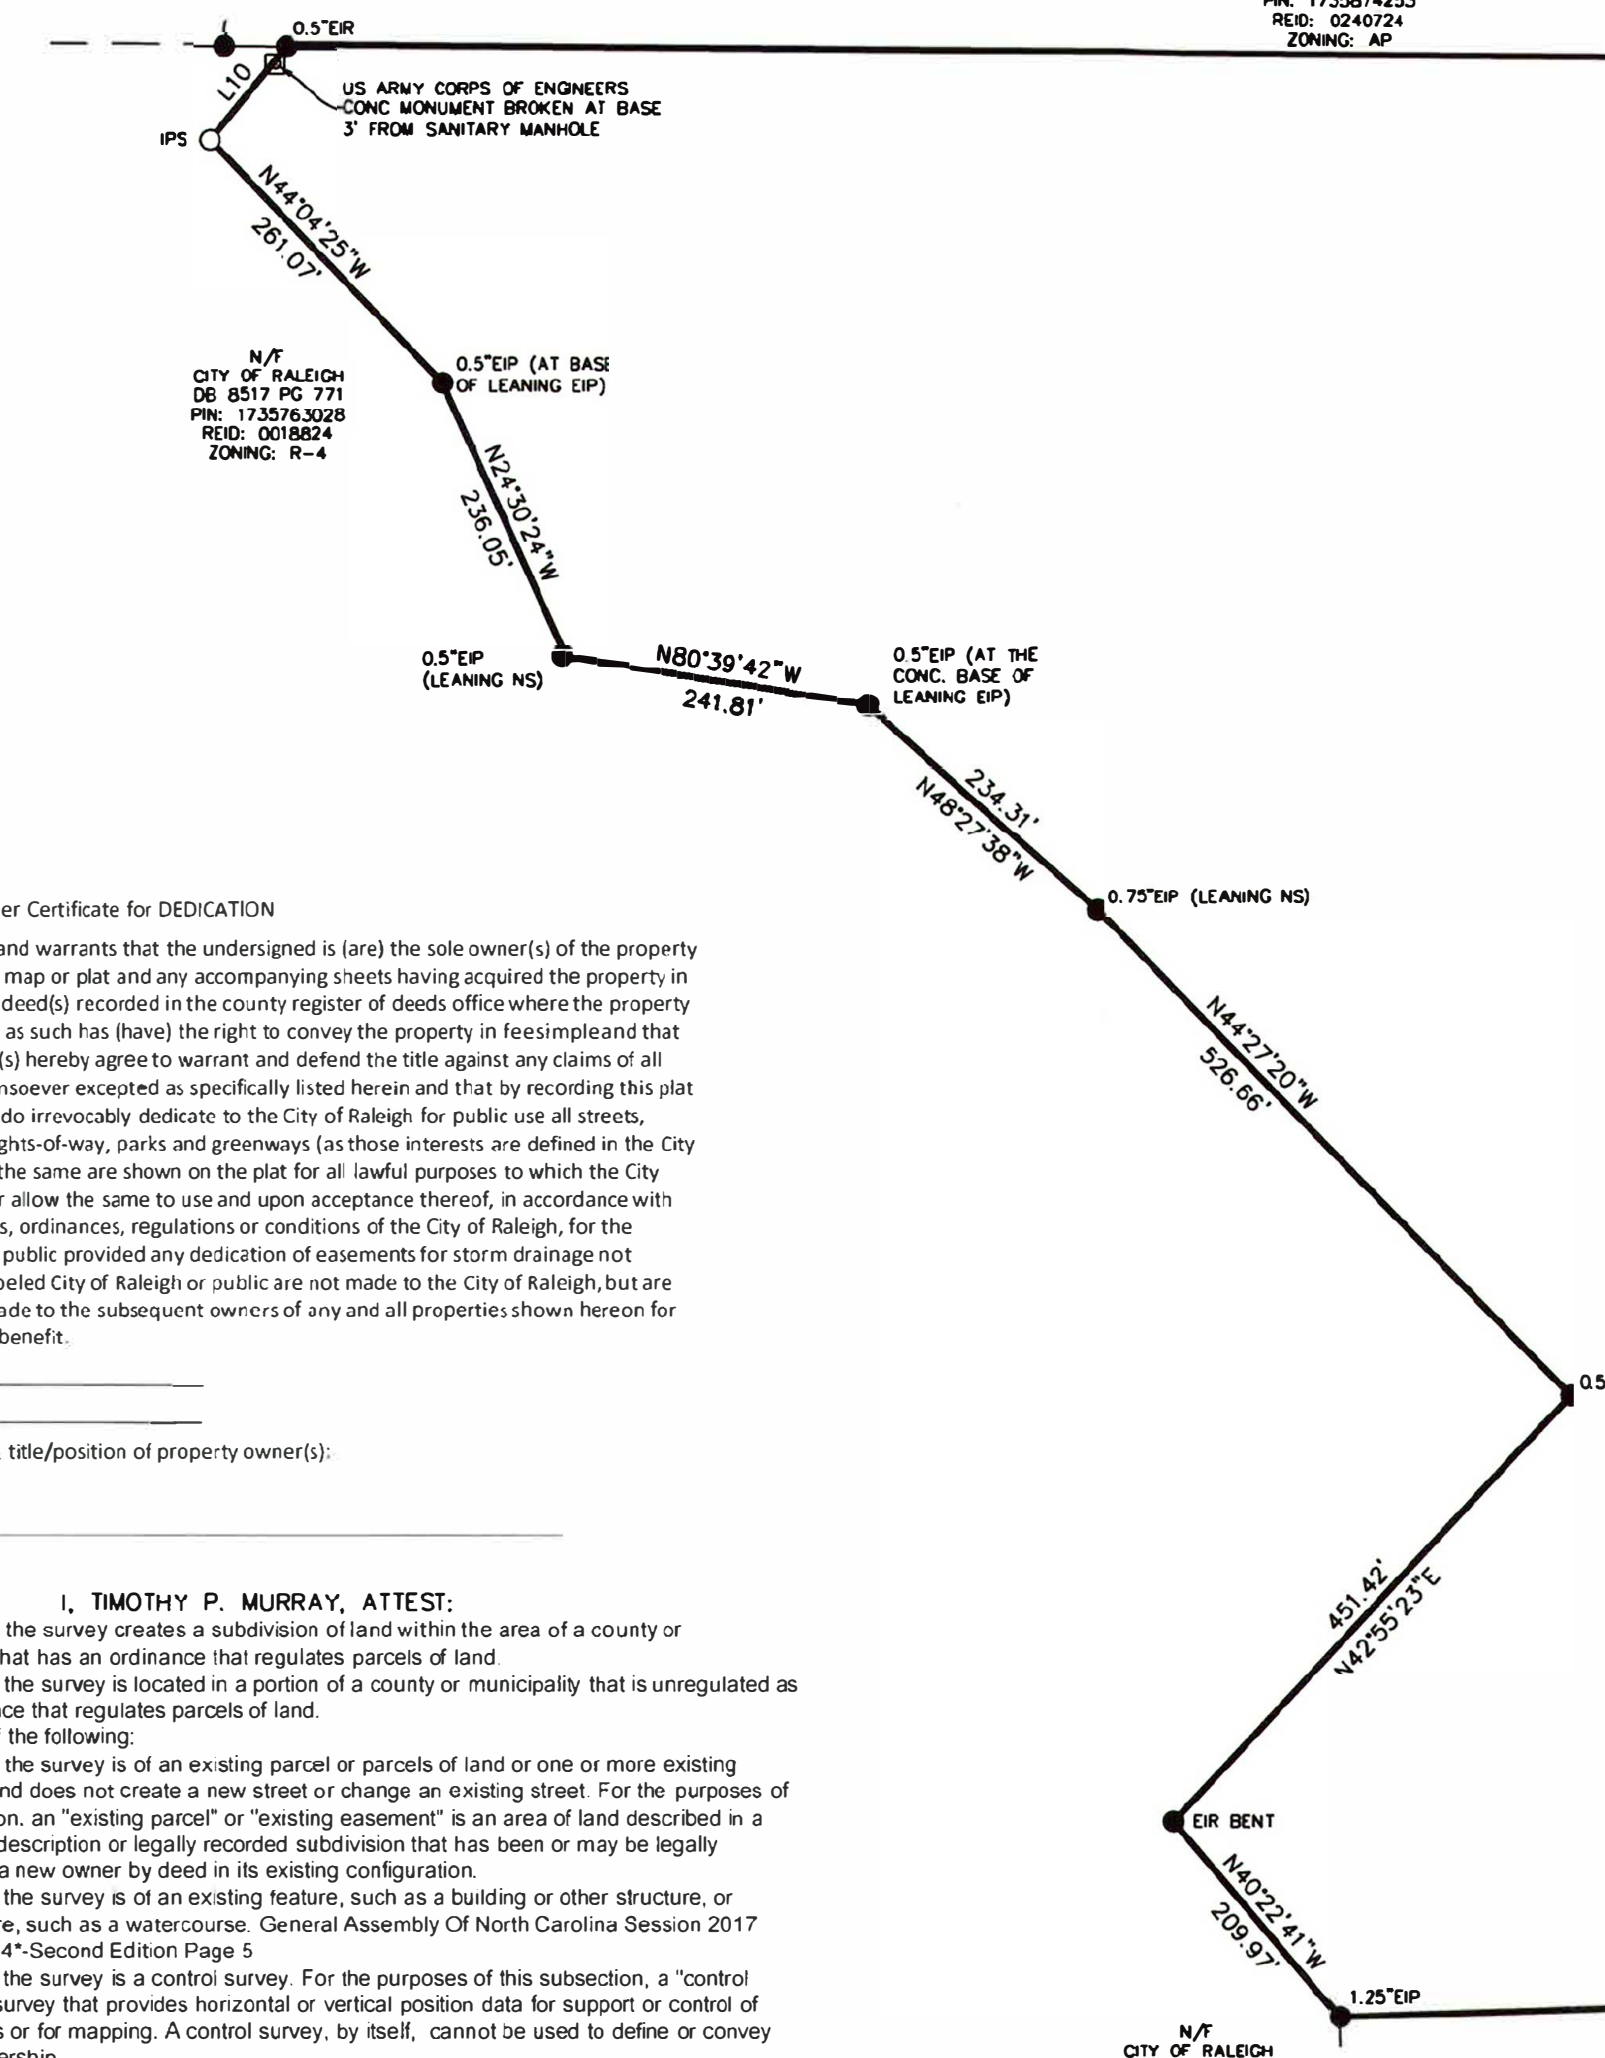 PIN: 1735874253
REID: 0240724
ZONING: AP
0.5"EIR
L10
US ARMY CORPS OF ENGINEERS
CONC MONUMENT BROKEN AT BASE
3' FROM SANITARY MANHOLE
IPS
N44°04'25"W
261.07'
N/F
CITY OF RALEIGH
DB 8517 PG 771
PIN: 1735763028
REID: 0018824
ZONING: R-4
0.5"EIP (AT BASE
OF LEANING EIP)
N24°30'24"W
236.05'
0.5"EIP
(LEANING NS)
N80°39'42"W
241.81'
0.5"EIP (AT THE
CONC. BASE OF
LEANING EIP)
234.31'
N48°27'38"W
0.75"EIP (LEANING NS)
N44°27'20"W
526.66'
0.5
451.42'
N42°55'23"E
EIR BENT
N40°22'41"W
209.97'
1.25"EIP
N/F
CITY OF RALEIGH
er Certificate for DEDICATION
and warrants that the undersigned is (are) the sole owner(s) of the property
map or plat and any accompanying sheets having acquired the property in
deed(s) recorded in the county register of deeds office where the property
as such has (have) the right to convey the property in fee simple and that
(s) hereby agree to warrant and defend the title against any claims of all
nsoever excepted as specifically listed herein and that by recording this plat
do irrevocably dedicate to the City of Raleigh for public use all streets,
ghts-of-way, parks and greenways (as those interests are defined in the City
the same are shown on the plat for all lawful purposes to which the City
r allow the same to use and upon acceptance thereof, in accordance with
s, ordinances, regulations or conditions of the City of Raleigh, for the
public provided any dedication of easements for storm drainage not
beled City of Raleigh or public are not made to the City of Raleigh, but are
ade to the subsequent owners of any and all properties shown hereon for
benefit.
title/position of property owner(s):
I, TIMOTHY P. MURRAY, ATTEST:
the survey creates a subdivision of land within the area of a county or
hat has an ordinance that regulates parcels of land.
the survey is located in a portion of a county or municipality that is unregulated as
nce that regulates parcels of land.
f the following:
the survey is of an existing parcel or parcels of land or one or more existing
nd does not create a new street or change an existing street. For the purposes of
on. an "existing parcel" or "existing easement" is an area of land described in a
description or legally recorded subdivision that has been or may be legally
a new owner by deed in its existing configuration.
the survey is of an existing feature, such as a building or other structure, or
re, such as a watercourse. General Assembly Of North Carolina Session 2017
4*-Second Edition Page 5
the survey is a control survey. For the purposes of this subsection, a "control
survey that provides horizontal or vertical position data for support or control of
s or for mapping. A control survey, by itself, cannot be used to define or convey
ership